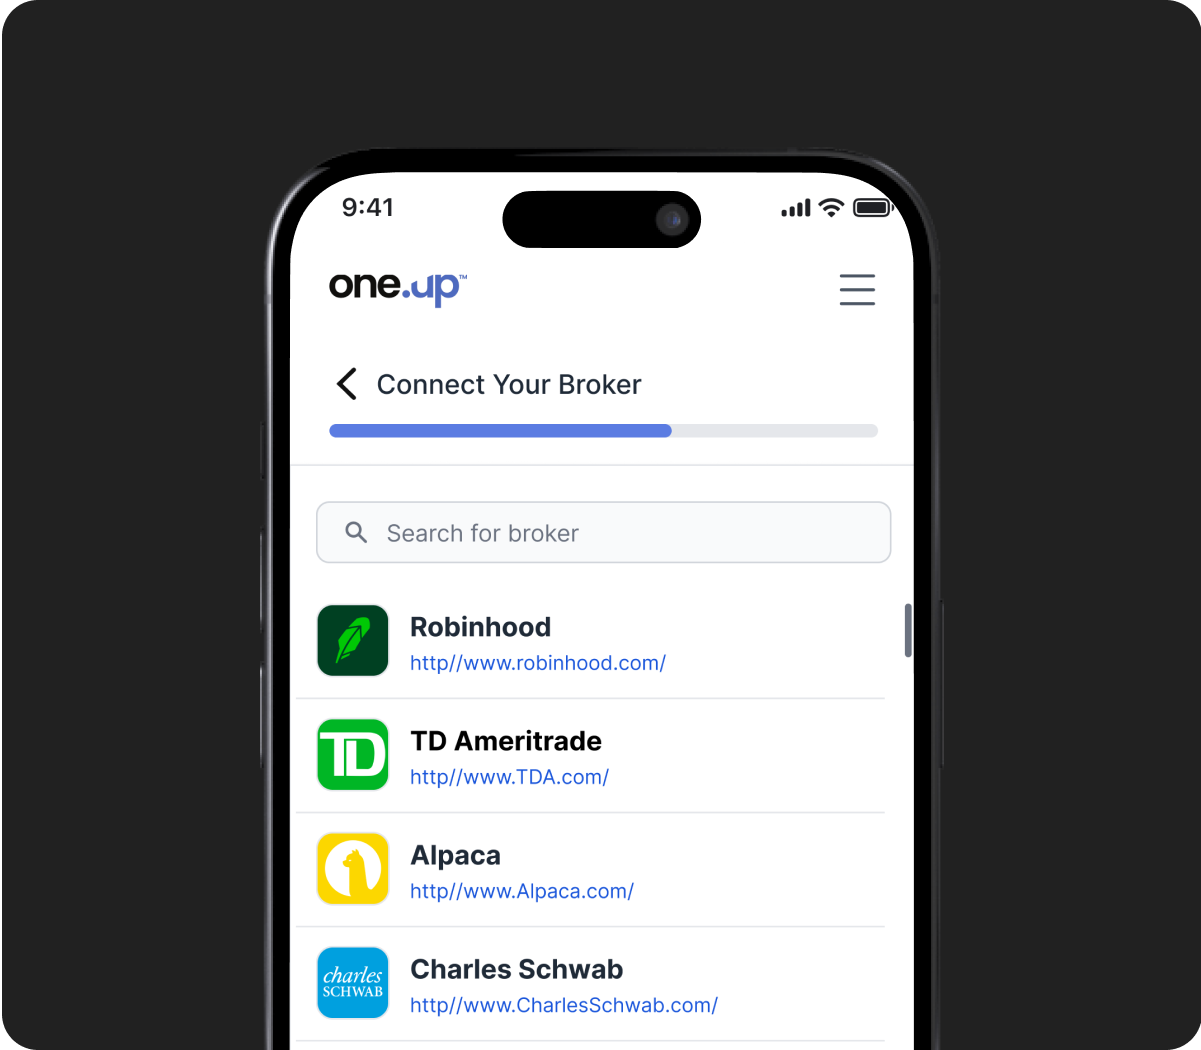 9:41
one.up™
Connect Your Broker
Search for broker
Robinhood
http//www.robinhood.com/
TD
TD Ameritrade
http//www.TDA.com/
Alpaca
http//www.Alpaca.com/
charles
SCHWAB
Charles Schwab
http//www.CharlesSchwab.com/